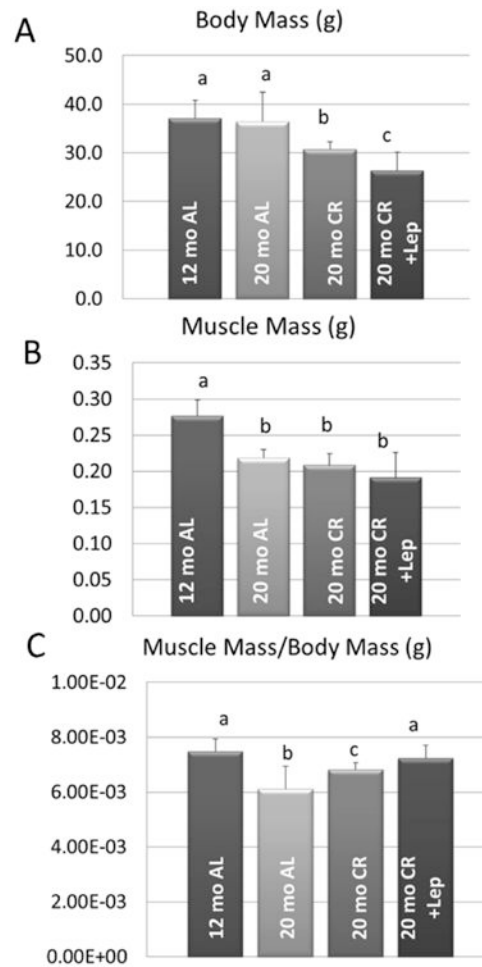 A
Body Mass (g)
50.0
40.0
30.0
20.0
10.0
0.0
a
a
b
c
12 mo AL
20 mo AL
20 mo CR
20 mo CR
+Lep
B
Muscle Mass (g)
0.35
0.30
0.25
0.20
0.15
0.10
0.05
0.00
a
b
b
b
12 mo AL
20 mo AL
20 mo CR
20 mo CR
+Lep
C
Muscle Mass/Body Mass (g)
1.00E-02
8.00E-03
6.00E-03
4.00E-03
2.00E-03
0.00E+00
a
b
c
a
12 mo AL
20 mo AL
20 mo CR
20 mo CR
+Lep